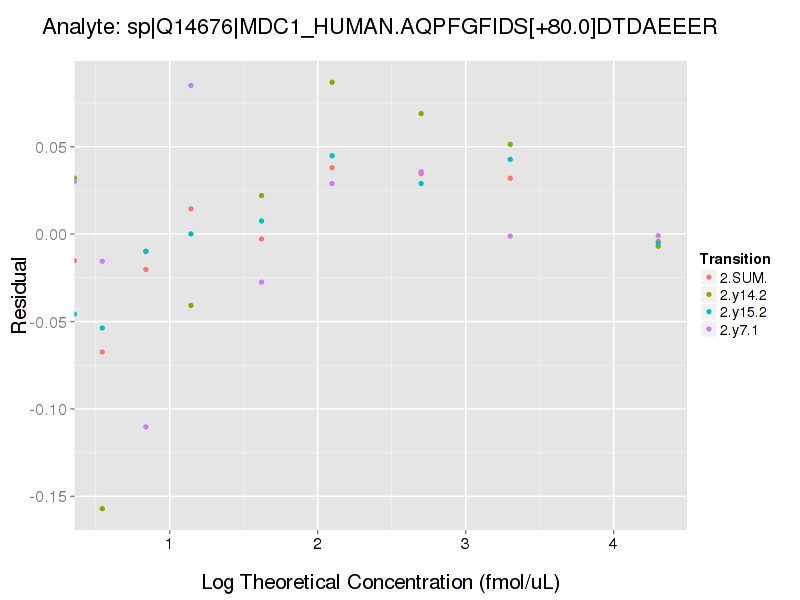 Analyte: sp|Q14676|MDC1_HUMAN.AQPFGFIDS[+80.0]DTDAEEER
Residual
0.05
0.00
-0.05
-0.10
-0.15
1 2 3 4
Log Theoretical Concentration (fmol/uL)
Transition
2.SUM.
2.y14.2
2.y15.2
2.y7.1